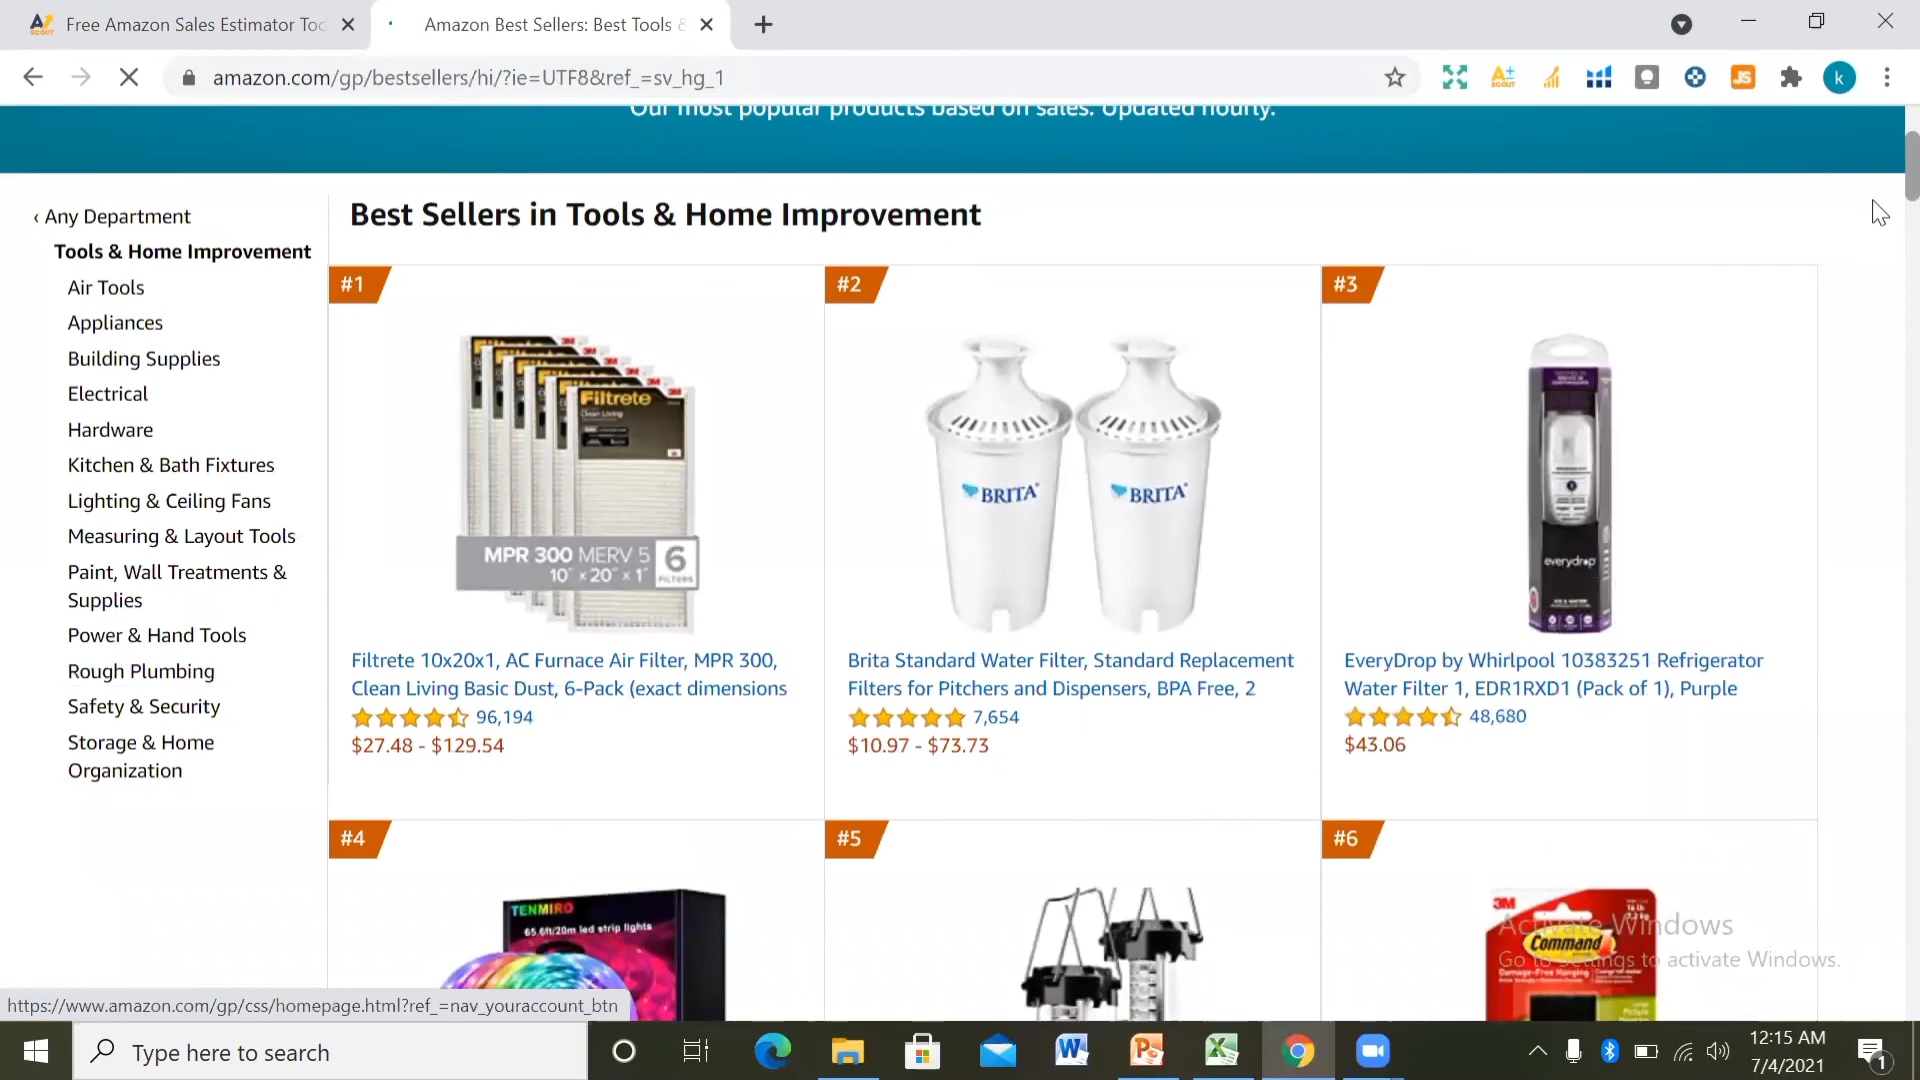 Free Amazon Sales Estimator Too
Amazon Best Sellers: Best Tools &
amazon.com/gp/bestsellers/hi/?ie=UTF8&ref_=sv_hg_1
k
Our most popular products based on sales. Updated hourly.
‹ Any Department
Tools & Home Improvement
Air Tools
Appliances
Building Supplies
Electrical
Hardware
Kitchen & Bath Fixtures
Lighting & Ceiling Fans
Measuring & Layout Tools
Paint, Wall Treatments &
Supplies
Power & Hand Tools
Rough Plumbing
Safety & Security
Storage & Home
Organization
Best Sellers in Tools & Home Improvement
#1
Filtrete
Clean Living
MPR 300 MERV 5
10" x 20" x 1"
6
FILTERS
Filtrete 10x20x1, AC Furnace Air Filter, MPR 300,
Clean Living Basic Dust, 6-Pack (exact dimensions
96,194
$27.48 - $129.54
#2
BRITA
BRITA
Brita Standard Water Filter, Standard Replacement
Filters for Pitchers and Dispensers, BPA Free, 2
7,654
$10.97 - $73.73
#3
everydrop
EveryDrop by Whirlpool 10383251 Refrigerator
Water Filter 1, EDR1RXD1 (Pack of 1), Purple
48,680
$43.06
#4
TENMIRO
65.6ft/20m led strip lights
#5
#6
3M
Command
Damage-Free Hanging
Activate Windows
Go to Settings to activate Windows.
https://www.amazon.com/gp/css/homepage.html?ref_=nav_youraccount_btn
Type here to search
12:15 AM
7/4/2021
1